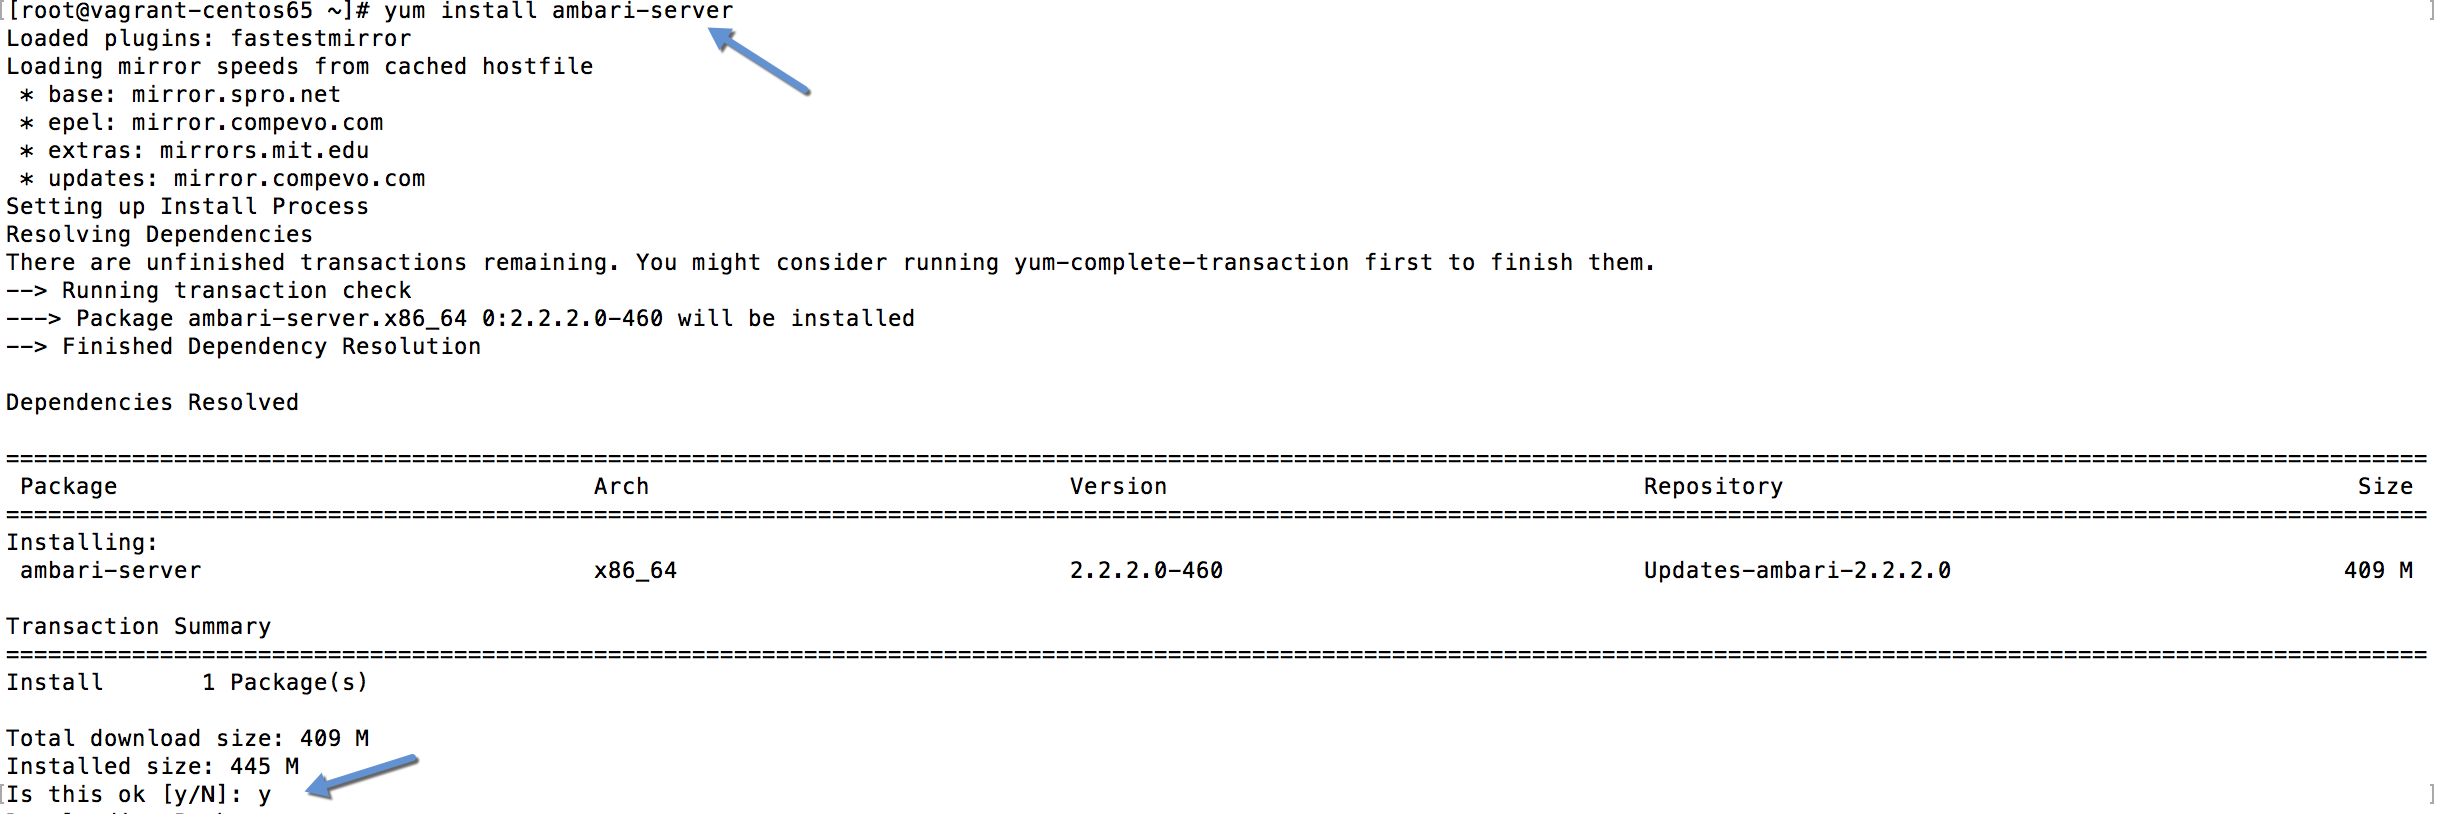 [root@vagrant-centos65 ~]# yum install ambari-server
Loaded plugins: fastestmirror
Loading mirror speeds from cached hostfile
 * base: mirror.spro.net
 * epel: mirror.compevo.com
 * extras: mirrors.mit.edu
 * updates: mirror.compevo.com
Setting up Install Process
Resolving Dependencies
There are unfinished transactions remaining. You might consider running yum-complete-transaction first to finish them.
--> Running transaction check
---> Package ambari-server.x86_64 0:2.2.2.0-460 will be installed
--> Finished Dependency Resolution
Dependencies Resolved
Package Arch Version Repository Size
Installing:
ambari-server x86_64 2.2.2.0-460 Updates-ambari-2.2.2.0 409 M
Transaction Summary
Install 1 Package(s)
Total download size: 409 M
Installed size: 445 M
Is this ok [y/N]: y